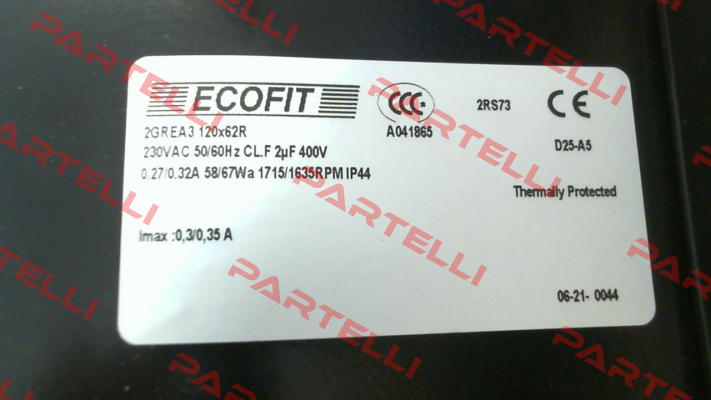 ECOFIT
CCC
2RS73
CE
2GREA3 120x62R
A041865
230VAC 50/60Hz CL.F 2µF 400V
D25-A5
0,27/0,32A 58/67Wa 1715/1635RPM IP44
Thermally Protected
Imax :0,3/0,35 A
06-21- 0044
PARTELLI
PARTELLI
PARTELLI
PARTELLI
PARTELLI
PARTELLI
PARTELLI
PARTELLI
PARTELLI